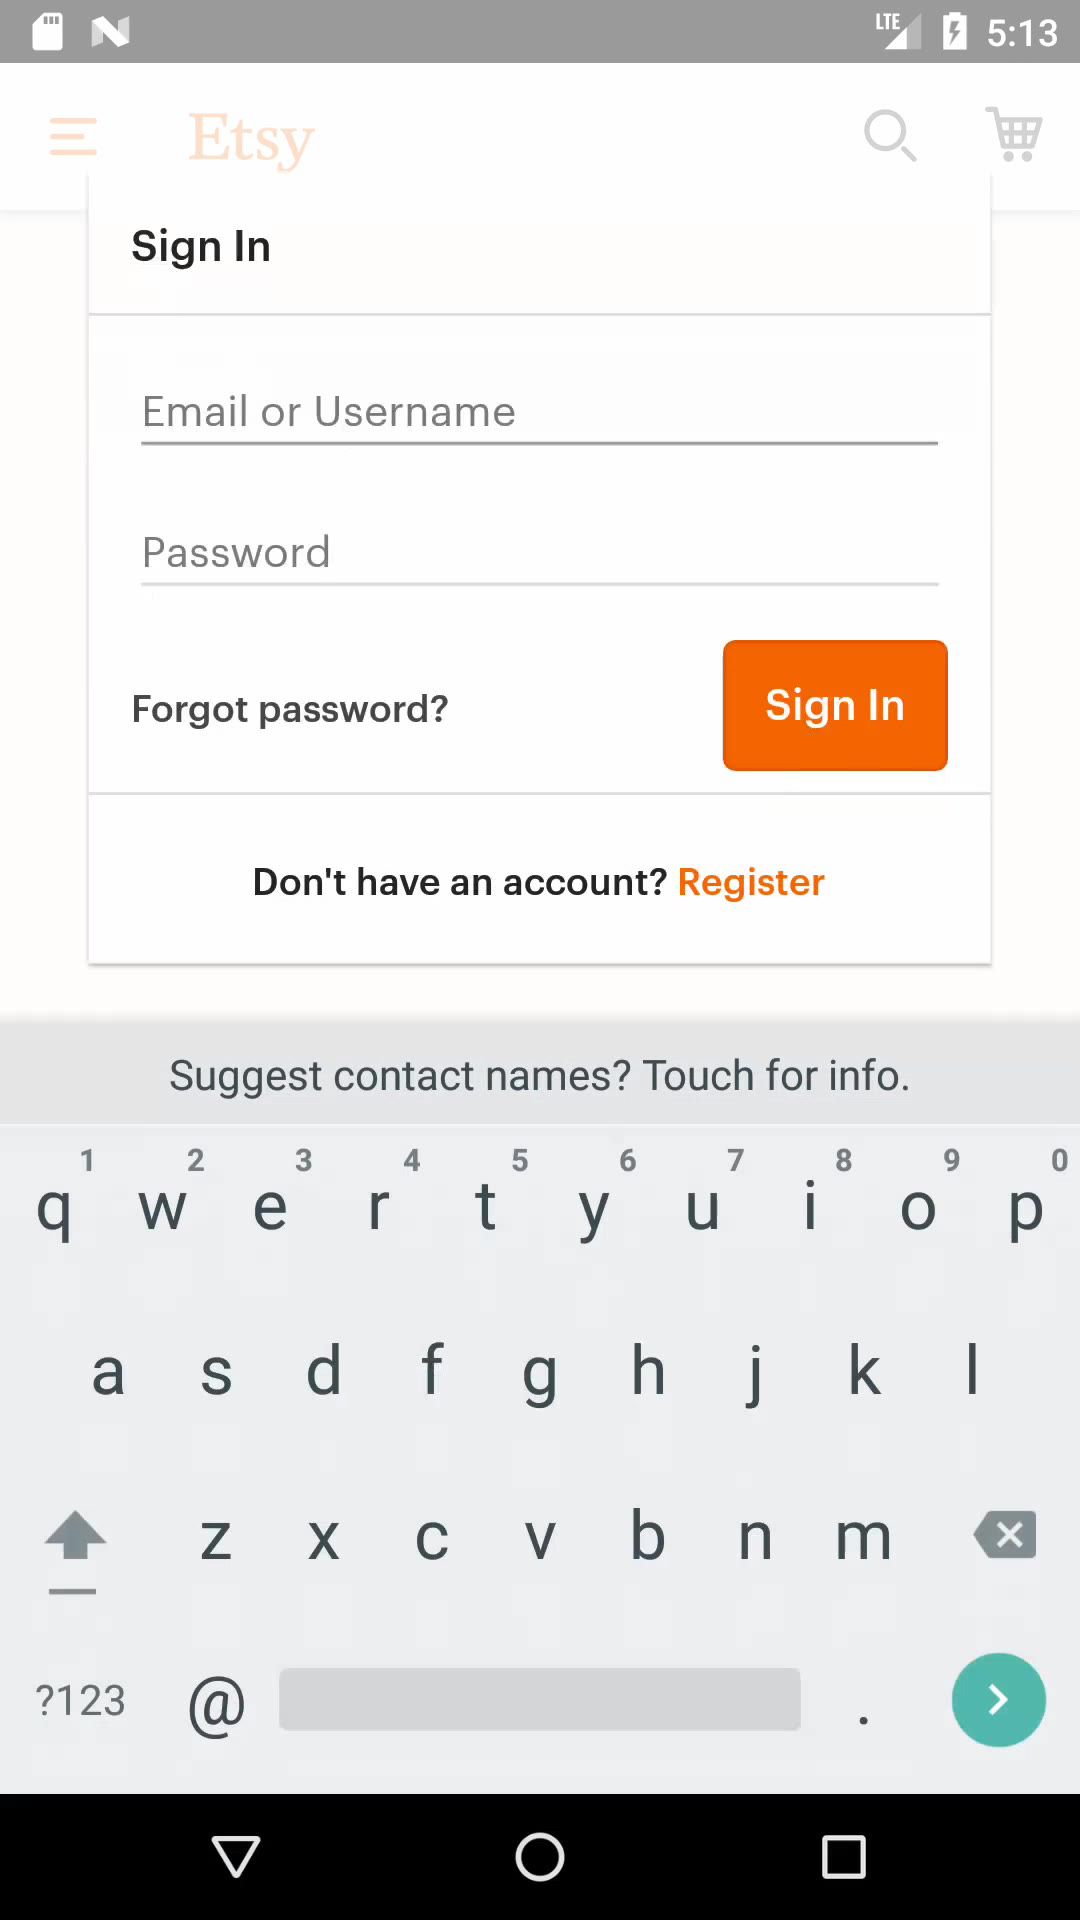 LTE 5:13
Etsy
Sign In
Email or Username
Password
Forgot password?
Sign In
Don't have an account? Register
Suggest contact names? Touch for info.
1 2 3 4 5 6 7 8 9 0
q w e r t y u i o p
a s d f g h j k l
z x c v b n m
?123 @ .